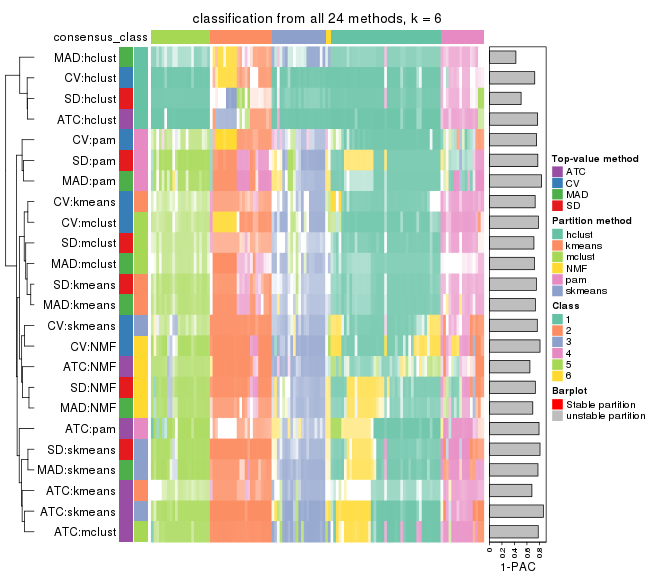 classification from all 24 methods, k = 6
consensus_class
MAD:hclust
CV:hclust
SD:hclust
ATC:hclust
CV:pam
SD:pam
MAD:pam
CV:kmeans
CV:mclust
SD:mclust
MAD:mclust
SD:kmeans
MAD:kmeans
CV:skmeans
CV:NMF
ATC:NMF
SD:NMF
MAD:NMF
ATC:pam
SD:skmeans
MAD:skmeans
ATC:kmeans
ATC:skmeans
ATC:mclust
0
0.2
0.4
0.6
0.8
1-PAC
Top-value method
ATC
CV
MAD
SD
Partition method
hclust
kmeans
mclust
NMF
pam
skmeans
Class
1
2
3
4
5
6
Barplot
Stable partition
unstable partition